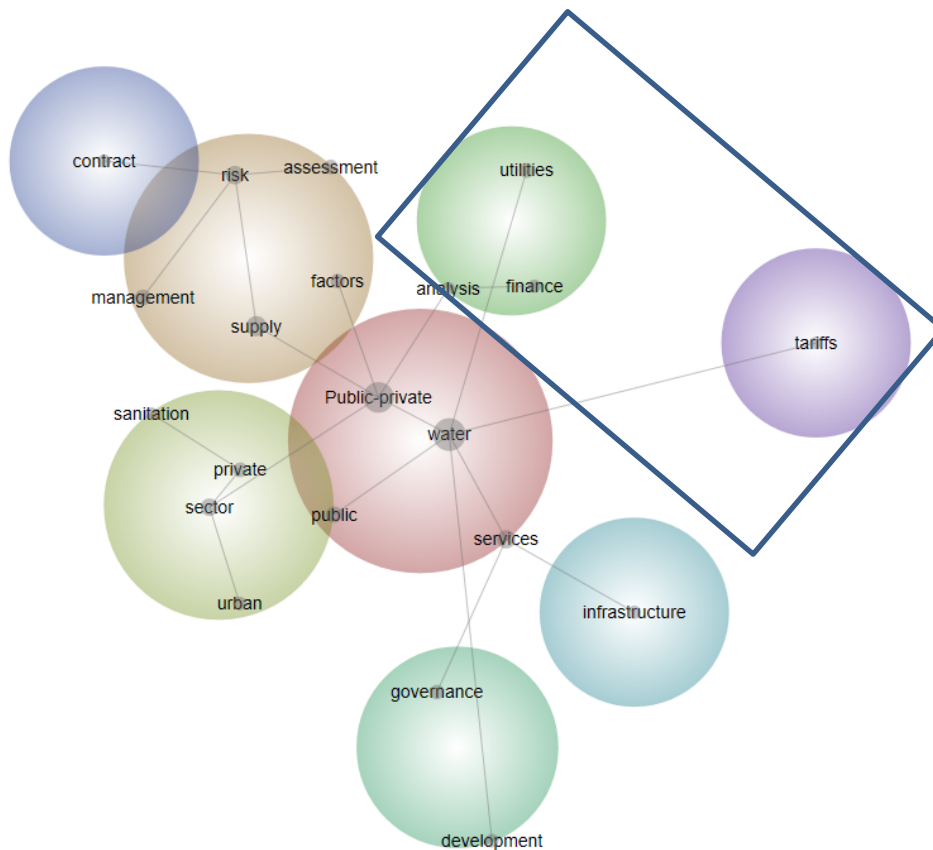 contract
risk
assessment
utilities
management
factors
analysis
finance
supply
tariffs
Public-private
sanitation
water
private
sector
public
services
urban
infrastructure
governance
development